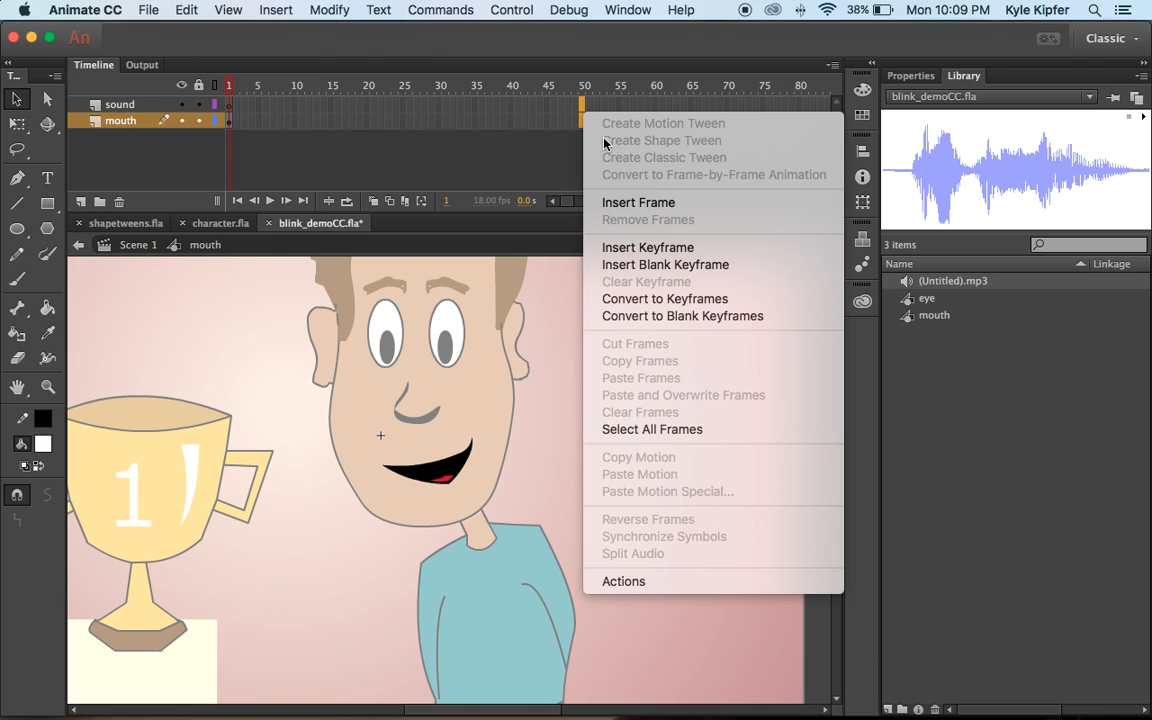 Animate CC File Edit View Insert Modify Text Commands Control Debug Window Help 38% Mon 10:09 PM Kyle Kipfer
An Classic
T... Timeline Output Properties Library
1 5 10 15 20 25 30 35 40 45 50 55 60 65 70 75 80
blink_demoCC.fla
sound
mouth
Create Motion Tween
Create Shape Tween
Create Classic Tween
Convert to Frame-by-Frame Animation
Insert Frame
Remove Frames
Insert Keyframe
Insert Blank Keyframe
Clear Keyframe
Convert to Keyframes
Convert to Blank Keyframes
Cut Frames
Copy Frames
Paste Frames
Paste and Overwrite Frames
Clear Frames
Select All Frames
Copy Motion
Paste Motion
Paste Motion Special...
Reverse Frames
Synchronize Symbols
Split Audio
Actions
1 18.00 fps 0.0 s
shapetweens.fla character.fla blink_demoCC.fla*
Scene 1 mouth
1
3 items
Name Linkage
(Untitled).mp3
eye
mouth